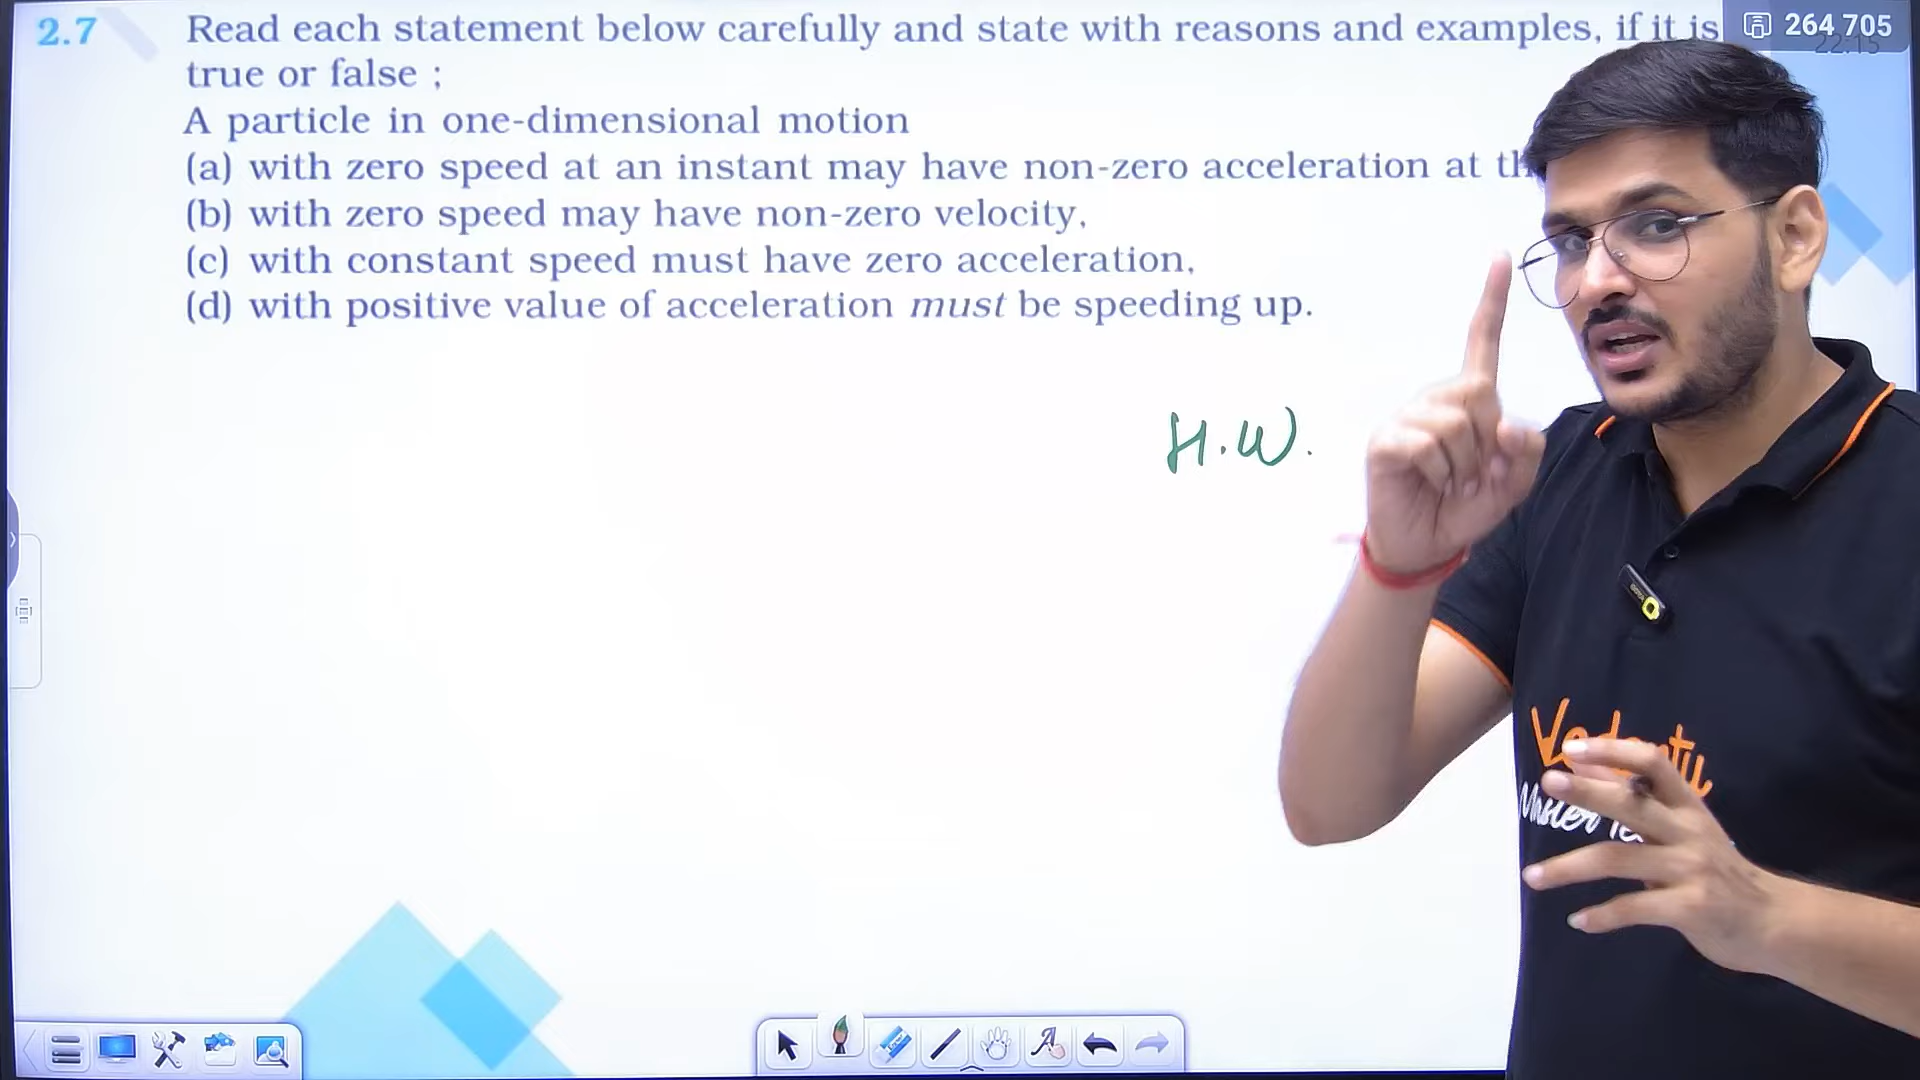 2.7 Read each statement below carefully and state with reasons and examples, if it is
264 705
true or false ;
A particle in one-dimensional motion
(a) with zero speed at an instant may have non-zero acceleration at
(b) with zero speed may have non-zero velocity,
(c) with constant speed must have zero acceleration,
(d) with positive value of acceleration must be speeding up.
H.W.